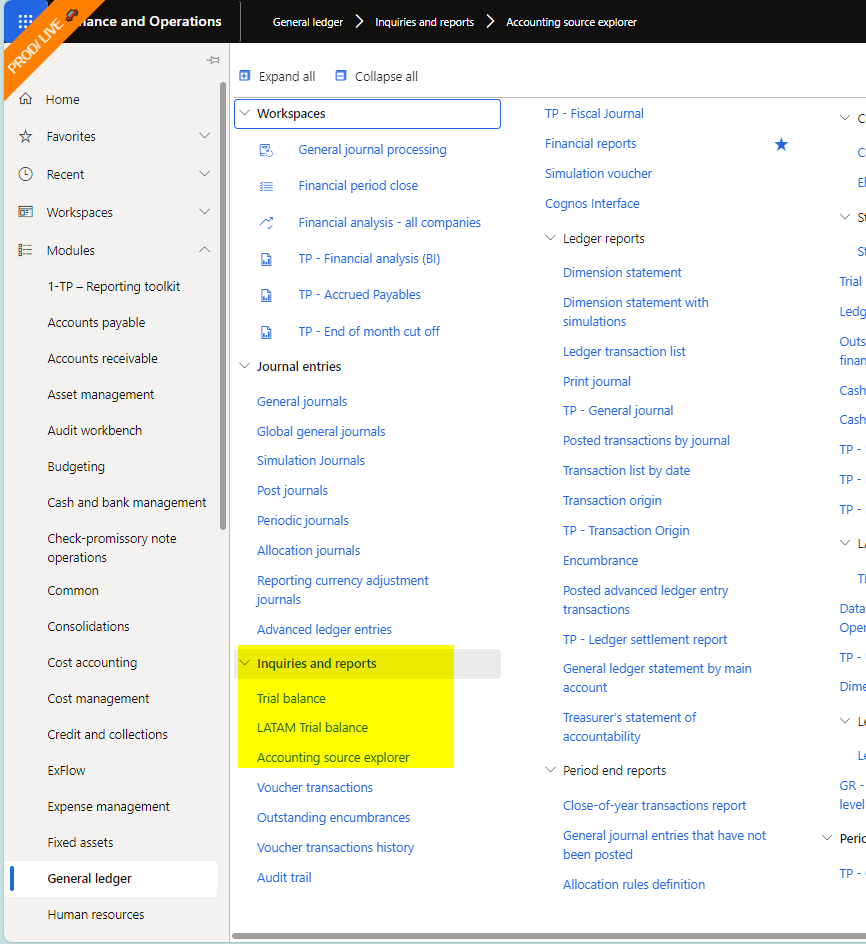 PROD/ LIVE
ance and Operations
General ledger
Inquiries and reports
Accounting source explorer
Home
Favorites
Recent
Workspaces
Modules
1-TP – Reporting toolkit
Accounts payable
Accounts receivable
Asset management
Audit workbench
Budgeting
Cash and bank management
Check-promissory note
operations
Common
Consolidations
Cost accounting
Cost management
Credit and collections
ExFlow
Expense management
Fixed assets
General ledger
Human resources
Expand all
Collapse all
Workspaces
General journal processing
Financial period close
Financial analysis - all companies
TP - Financial analysis (BI)
TP - Accrued Payables
TP - End of month cut off
Journal entries
General journals
Global general journals
Simulation Journals
Post journals
Periodic journals
Allocation journals
Reporting currency adjustment
journals
Advanced ledger entries
Inquiries and reports
Trial balance
LATAM Trial balance
Accounting source explorer
Voucher transactions
Outstanding encumbrances
Voucher transactions history
Audit trail
TP - Fiscal Journal
Financial reports
Simulation voucher
Cognos Interface
Ledger reports
Dimension statement
Dimension statement with
simulations
Ledger transaction list
Print journal
TP - General journal
Posted transactions by journal
Transaction list by date
Transaction origin
TP - Transaction Origin
Encumbrance
Posted advanced ledger entry
transactions
TP - Ledger settlement report
General ledger statement by main
account
Treasurer's statement of
accountability
Period end reports
Close-of-year transactions report
General journal entries that have not
been posted
Allocation rules definition
C
C
El
St
St
Trial
Ledg
Outs
finan
Cash
Cash
TP -
TP -
TP -
LA
Data
Oper
TP -
Dime
Le
Le
GR -
level
Perio
TP -